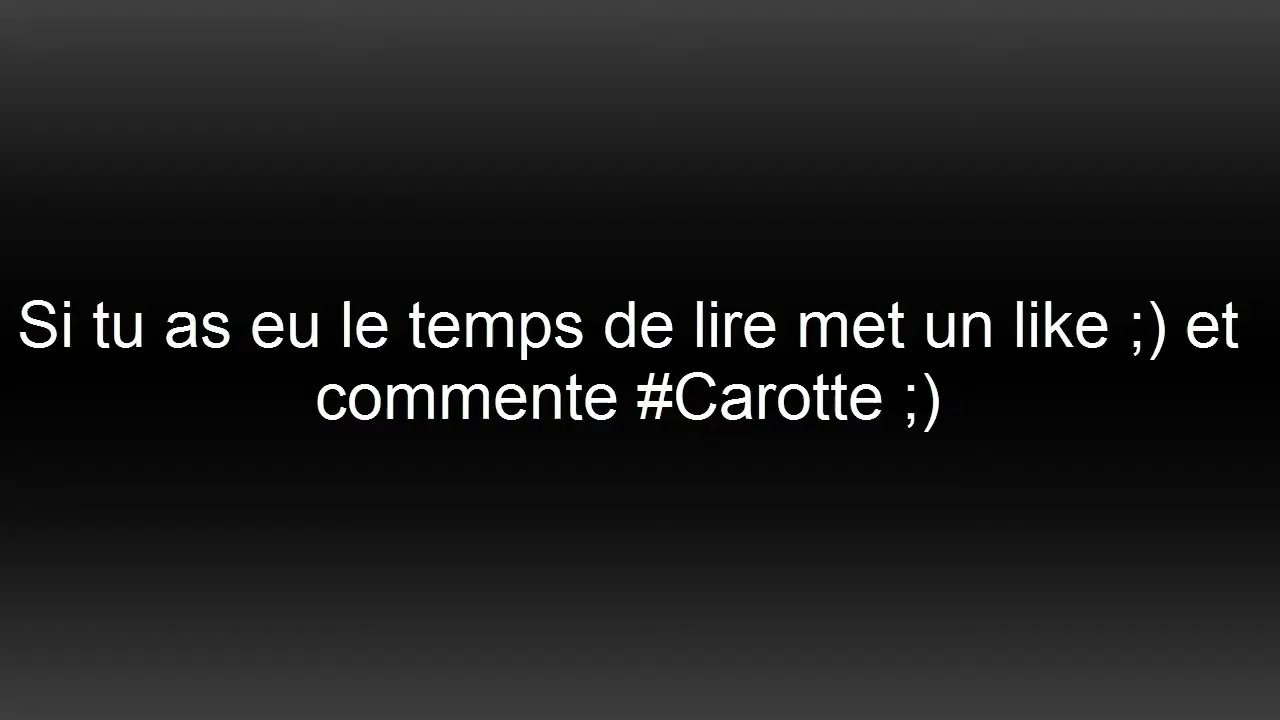 Si tu as eu le temps de lire met un like ;) et
commente #Carotte ;)